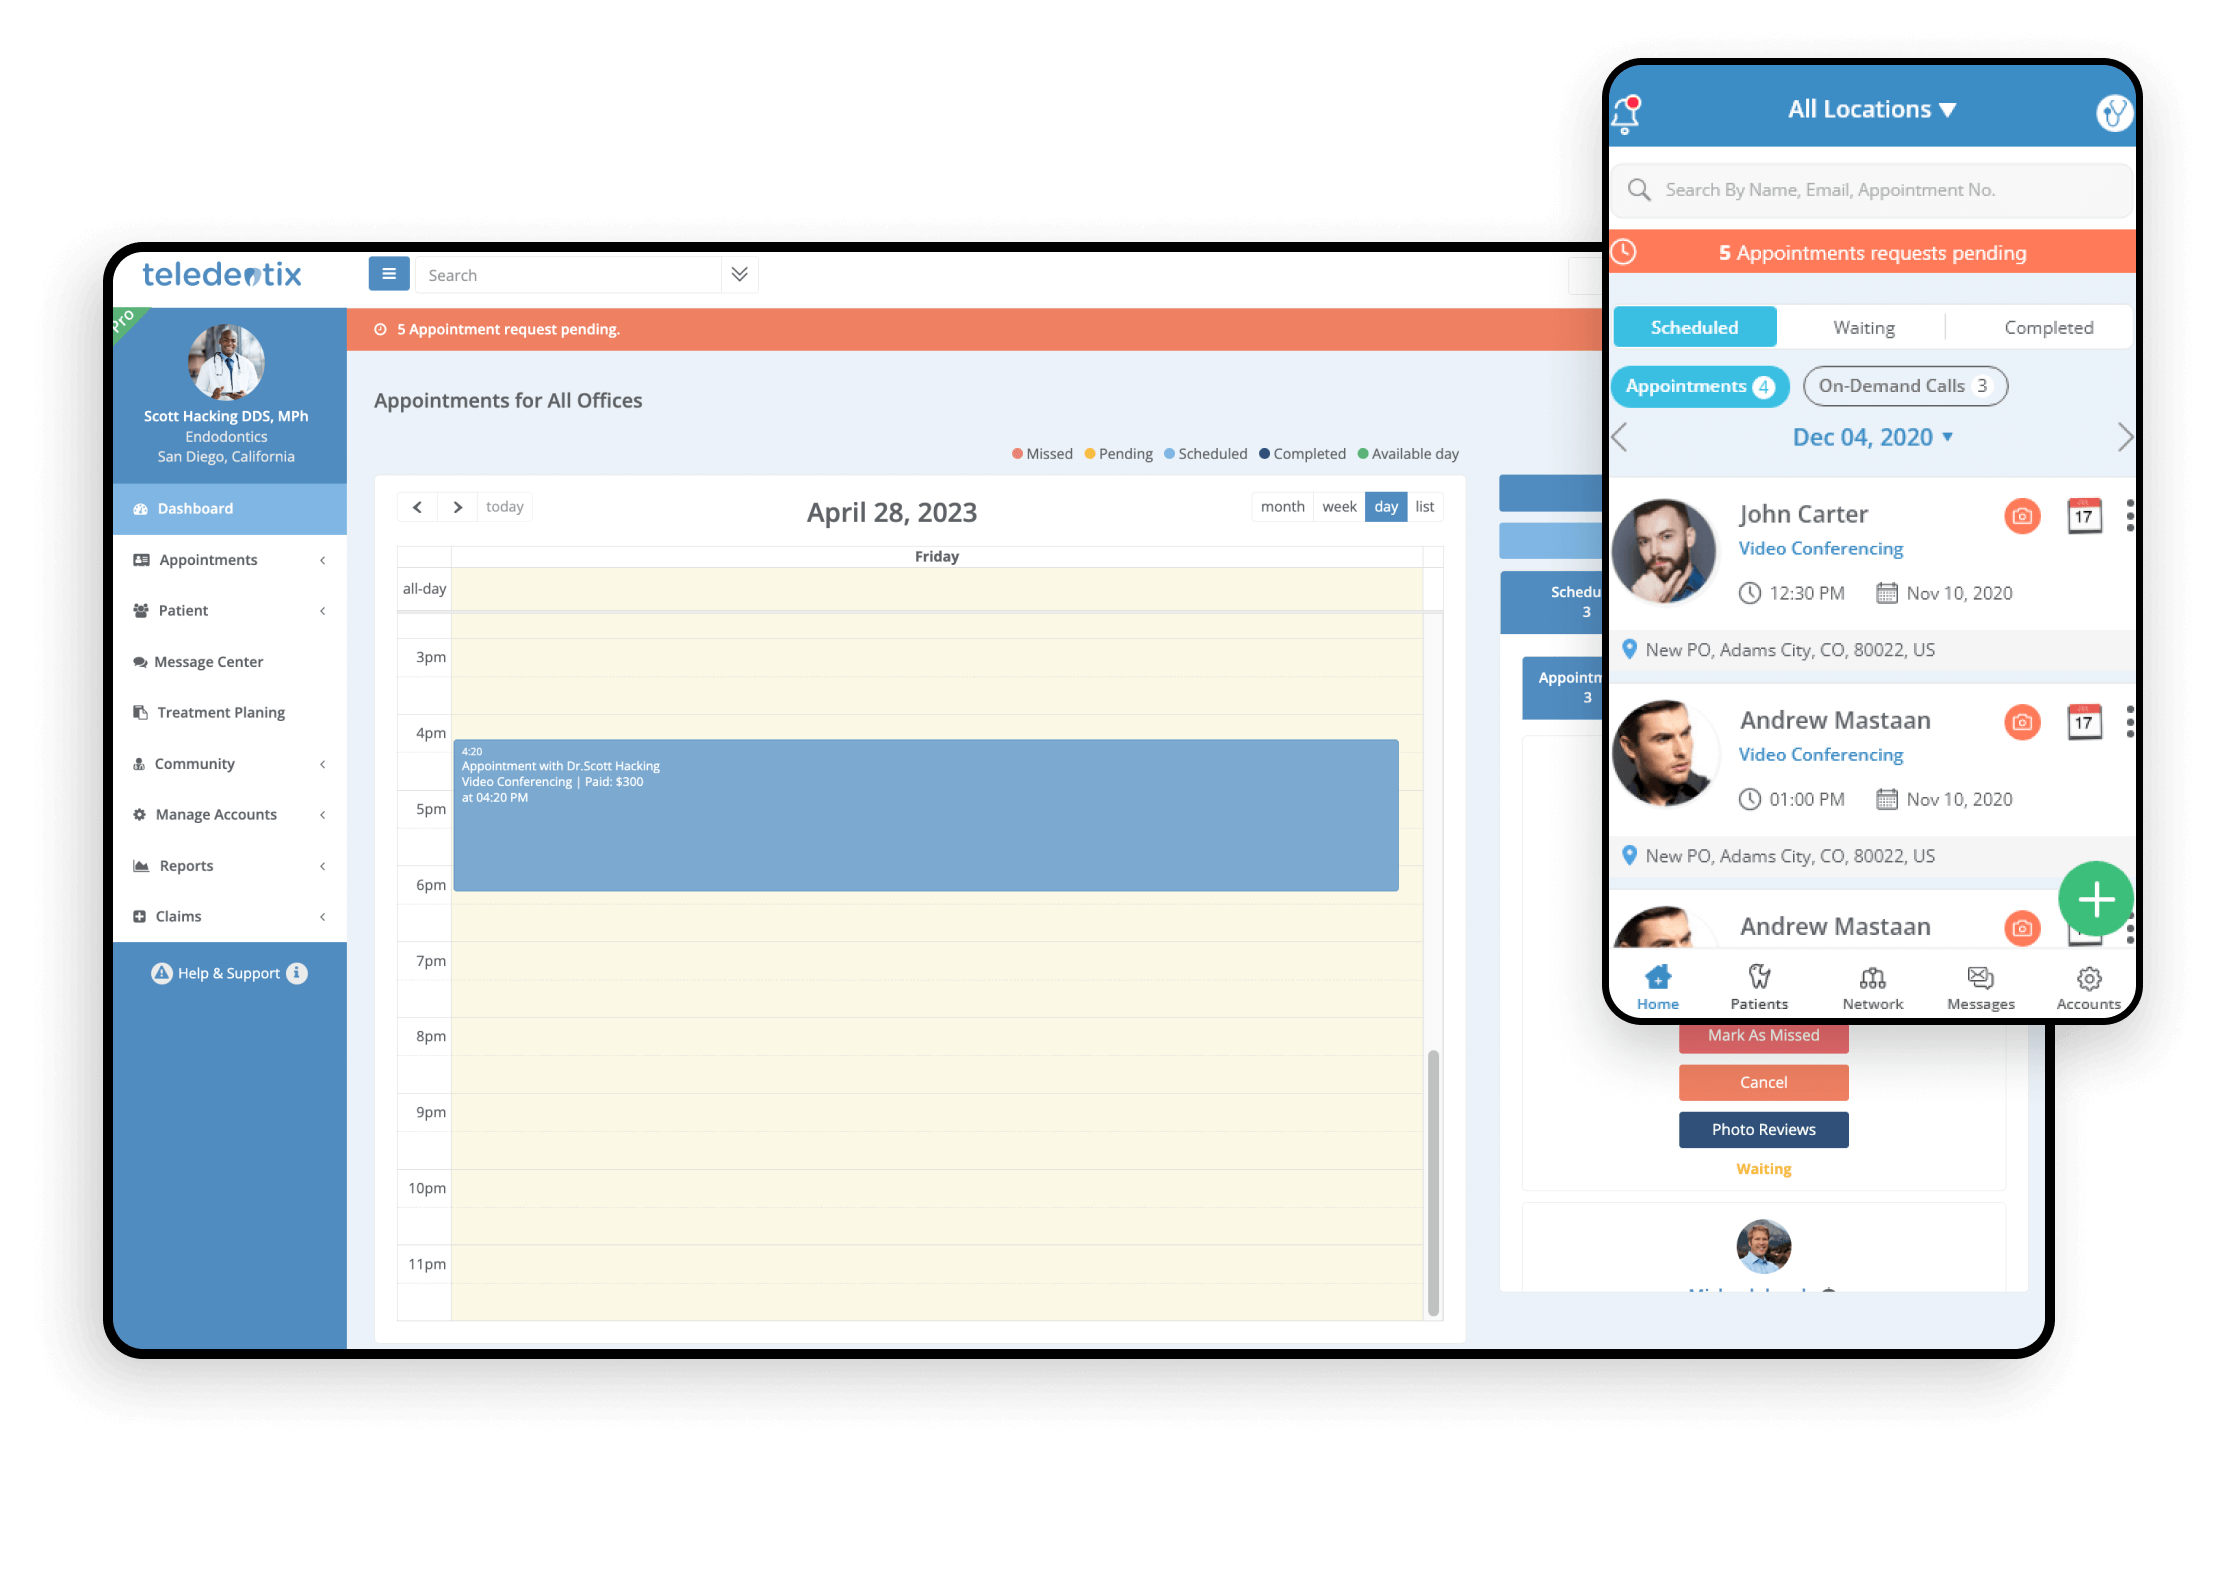 teledentix
Search
Pro
Scott Hacking DDS, MPh
Endodontics
San Diego, California
Dashboard
Appointments
Patient
Message Center
Treatment Planing
Community
Manage Accounts
Reports
Claims
Help & Support
5 Appointment request pending.
Appointments for All Offices
Missed Pending Scheduled Completed Available day
today
April 28, 2023
month week day list
Friday
all-day
3pm
4pm
4:20
Appointment with Dr.Scott Hacking
Video Conferencing | Paid: $300
at 04:20 PM
5pm
6pm
7pm
8pm
9pm
10pm
11pm
Schedu
3
Appointm
3
Mark As Missed
Cancel
Photo Reviews
Waiting
All Locations
Search By Name, Email, Appointment No.
5 Appointments requests pending
Scheduled Waiting Completed
Appointments 4 On-Demand Calls 3
Dec 04, 2020
John Carter
17
Video Conferencing
12:30 PM Nov 10, 2020
New PO, Adams City, CO, 80022, US
Andrew Mastaan
17
Video Conferencing
01:00 PM Nov 10, 2020
New PO, Adams City, CO, 80022, US
Andrew Mastaan
Home Patients Network Messages Accounts